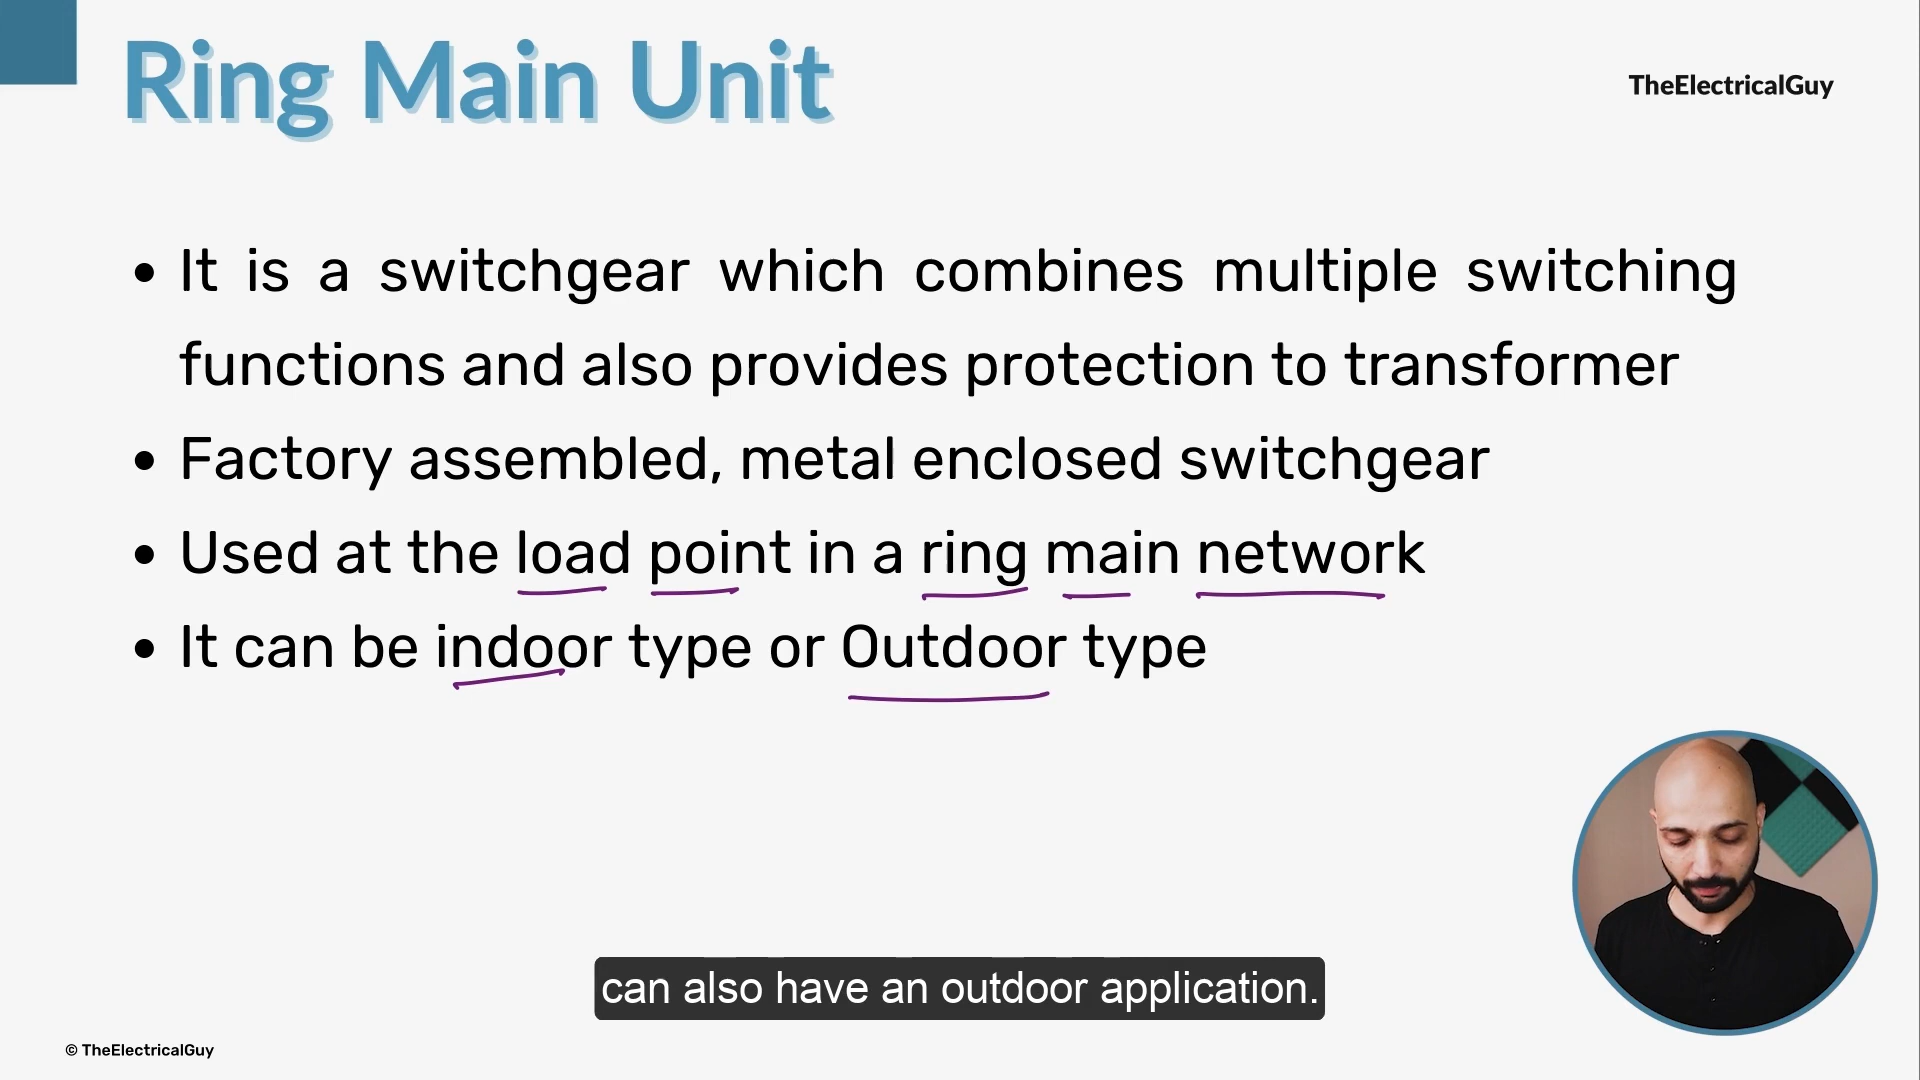 Ring Main Unit
TheElectricalGuy
• It is a switchgear which combines multiple switching
functions and also provides protection to transformer
• Factory assembled, metal enclosed switchgear
• Used at the load point in a ring main network
• It can be indoor type or Outdoor type
can also have an outdoor application.
© TheElectricalGuy